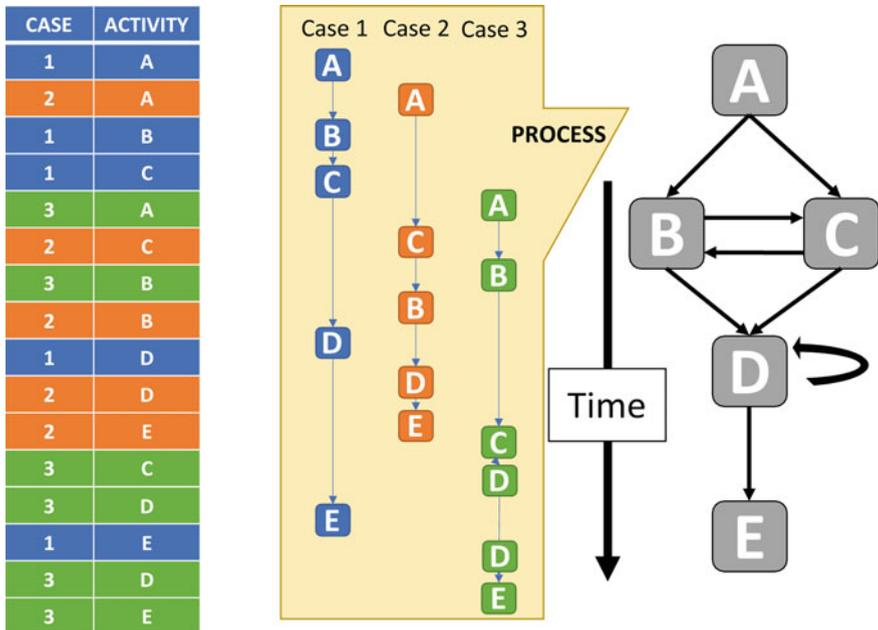 CASE ACTIVITY
1 A
2 A
1 B
1 C
3 A
2 C
3 B
2 B
1 D
2 D
2 E
3 C
3 D
1 E
3 D
3 E
Case 1 Case 2 Case 3
A
B
C
D
E
A
C
B
D
E
A
B
C
D
D
E
PROCESS
Time
A
B C
D
E